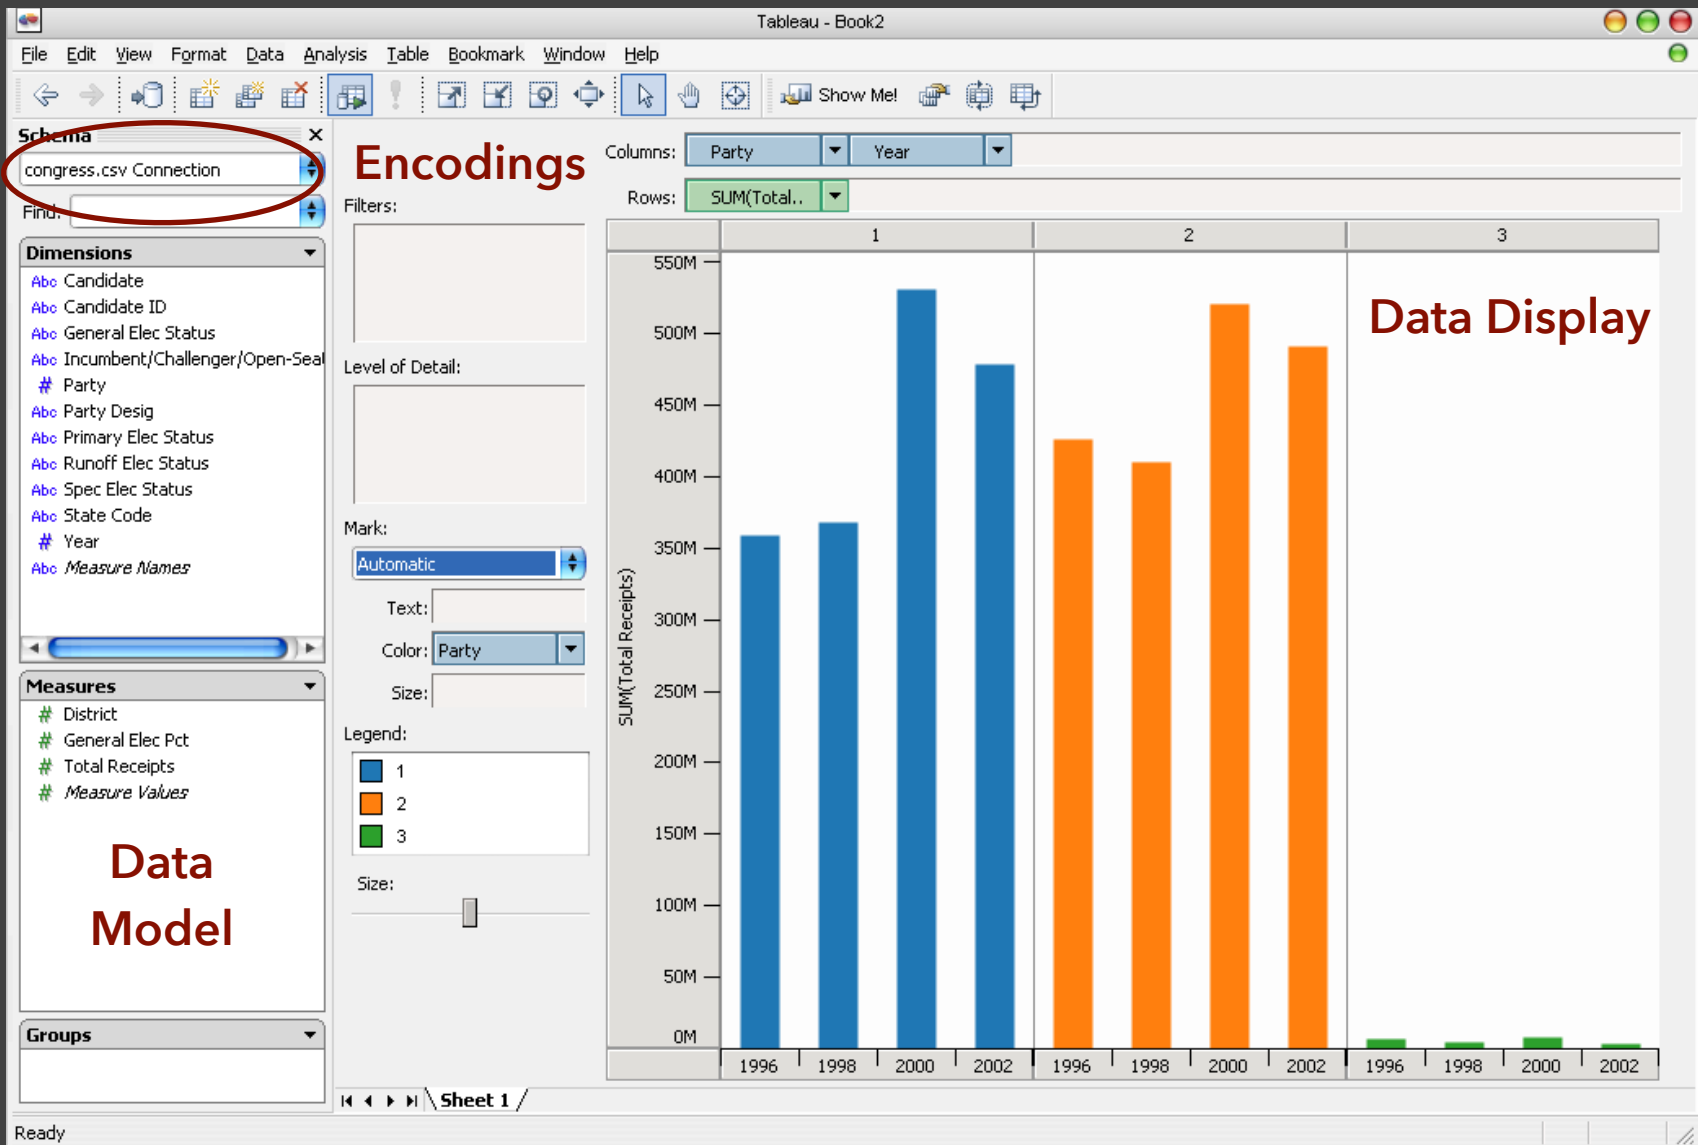 Tableau - Book2
File Edit View Format Data Analysis Table Bookmark Window Help
Show Me!
Schema
congress.csv Connection
Find:
Dimensions
Abc Candidate
Abc Candidate ID
Abc General Elec Status
Abc Incumbent/Challenger/Open-Seat
# Party
Abc Party Desig
Abc Primary Elec Status
Abc Runoff Elec Status
Abc Spec Elec Status
Abc State Code
# Year
Abc Measure Names
Measures
# District
# General Elec Pct
# Total Receipts
# Measure Values
Data
Model
Groups
Encodings
Filters:
Level of Detail:
Mark:
Automatic
Text:
Color: Party
Size:
Legend:
1
2
3
Size:
Columns: Party Year
Rows: SUM(Total..
1 2 3
Data Display
SUM(Total Receipts)
550M
500M
450M
400M
350M
300M
250M
200M
150M
100M
50M
0M
1996 1998 2000 2002 1996 1998 2000 2002 1996 1998 2000 2002
Sheet 1
Ready